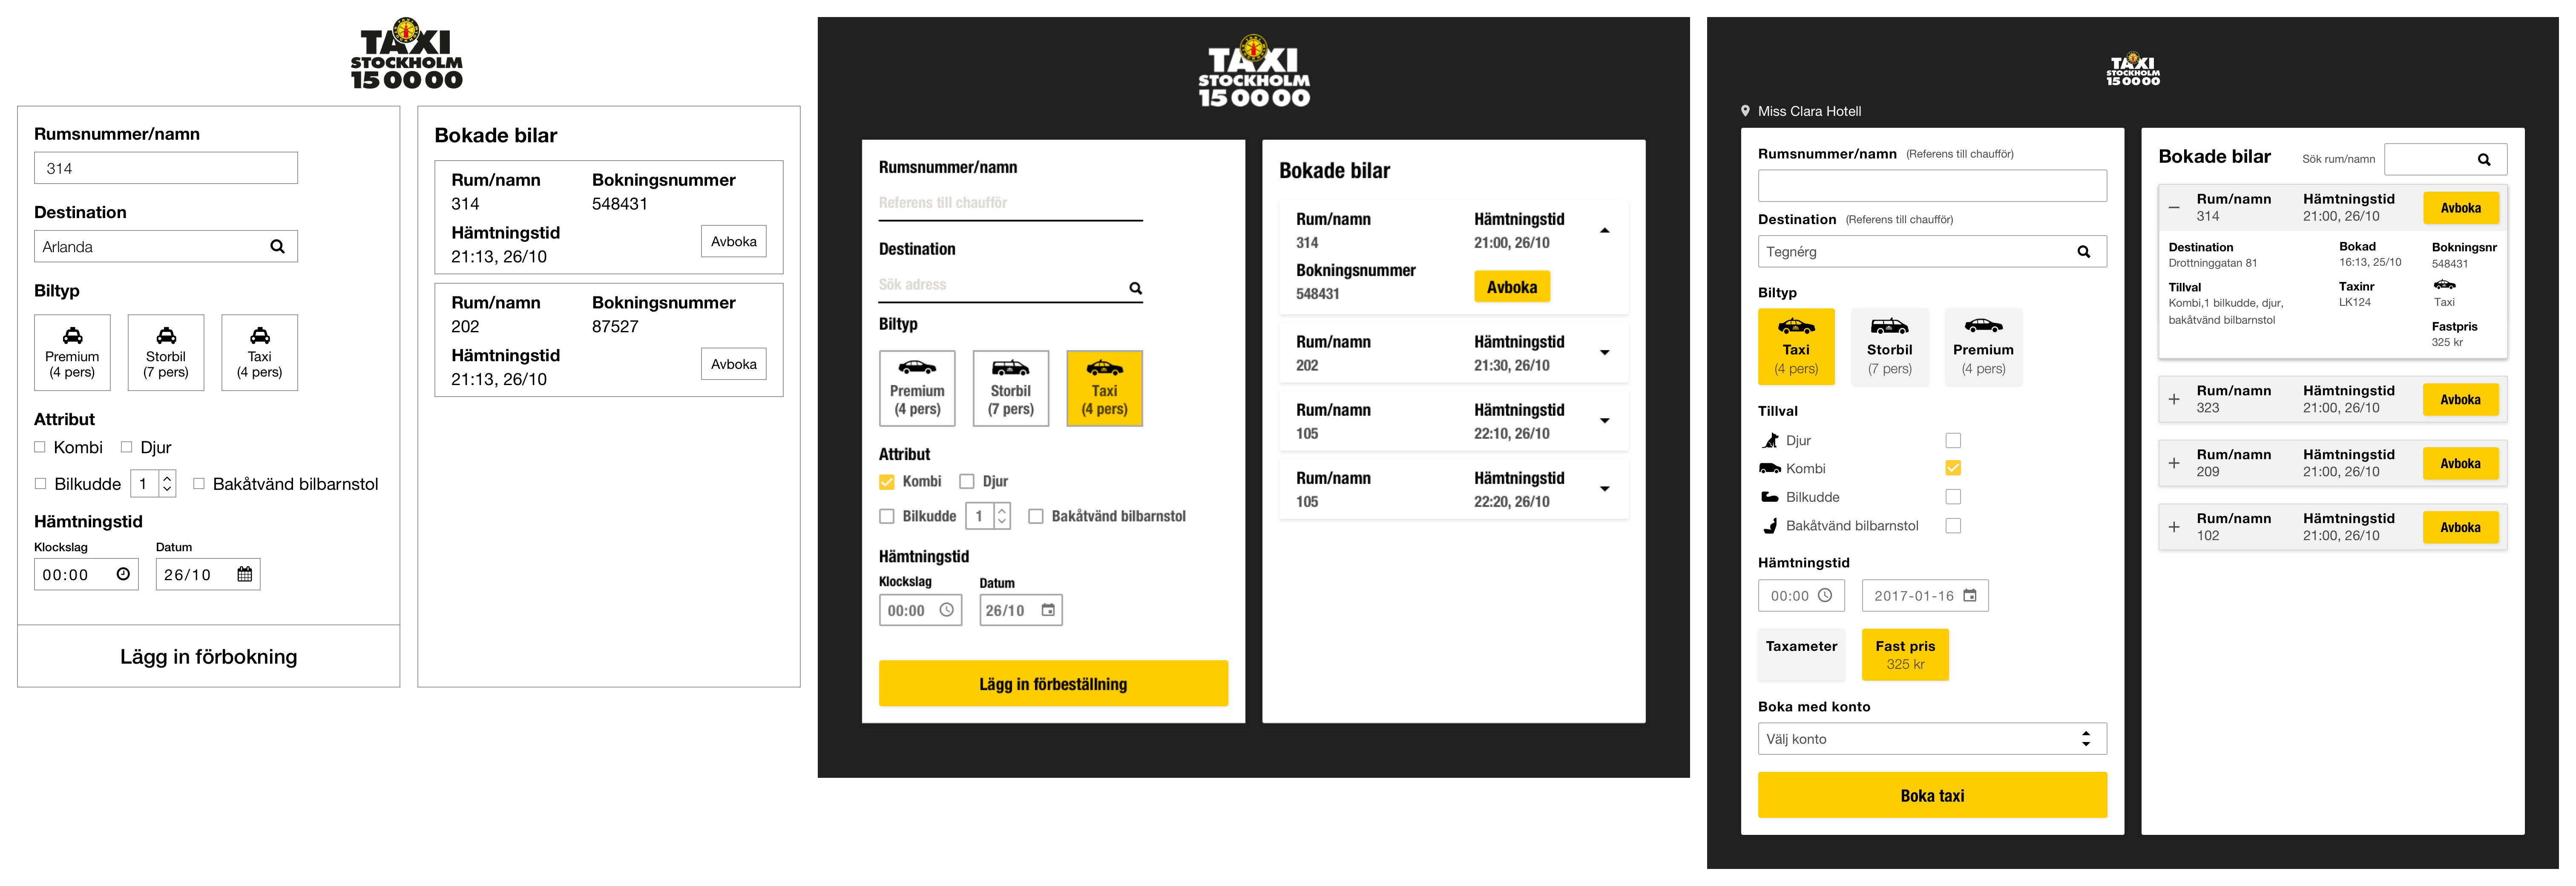 TAXI
STOCKHOLM
15 00 00
Rumsnummer/namn
314
Destination
Arlanda
Biltyp
Premium
(4 pers)
Storbil
(7 pers)
Taxi
(4 pers)
Attribut
Kombi
Djur
Bilkudde
1
Bakåtvänd bilbarnstol
Hämtningstid
Klockslag
Datum
00:00
26/10
Lägg in förbokning
Bokade bilar
Rum/namn
Bokningsnummer
314
548431
Hämtningstid
21:13, 26/10
Avboka
Rum/namn
Bokningsnummer
202
87527
Hämtningstid
21:13, 26/10
Avboka
TAXI
STOCKHOLM
15 00 00
Rumsnummer/namn
Referens till chaufför
Destination
Sök adress
Biltyp
Premium
(4 pers)
Storbil
(7 pers)
Taxi
(4 pers)
Attribut
Kombi
Djur
Bilkudde
1
Bakåtvänd bilbarnstol
Hämtningstid
Klockslag
Datum
00:00
26/10
Lägg in förbeställning
Bokade bilar
Rum/namn
Hämtningstid
314
21:00, 26/10
Bokningsnummer
548431
Avboka
Rum/namn
Hämtningstid
202
21:30, 26/10
Rum/namn
Hämtningstid
105
22:10, 26/10
Rum/namn
Hämtningstid
105
22:20, 26/10
TAXI
STOCKHOLM
15 00 00
Miss Clara Hotell
Rumsnummer/namn (Referens till chaufför)
Destination (Referens till chaufför)
Tegnérg
Biltyp
Taxi
(4 pers)
Storbil
(7 pers)
Premium
(4 pers)
Tillval
Djur
Kombi
Bilkudde
Bakåtvänd bilbarnstol
Hämtningstid
00:00
2017-01-16
Taxameter
Fast pris
325 kr
Boka med konto
Välj konto
Boka taxi
Bokade bilar
Sök rum/namn
Rum/namn
Hämtningstid
314
21:00, 26/10
Avboka
Destination
Drottninggatan 81
Bokad
16:13, 25/10
Bokningsnr
548431
Tillval
Kombi,1 bilkudde, djur,
bakåtvänd bilbarnstol
Taxinr
LK124
Taxi
Fastpris
325 kr
Rum/namn
Hämtningstid
323
21:00, 26/10
Avboka
Rum/namn
Hämtningstid
209
21:00, 26/10
Avboka
Rum/namn
Hämtningstid
102
21:00, 26/10
Avboka